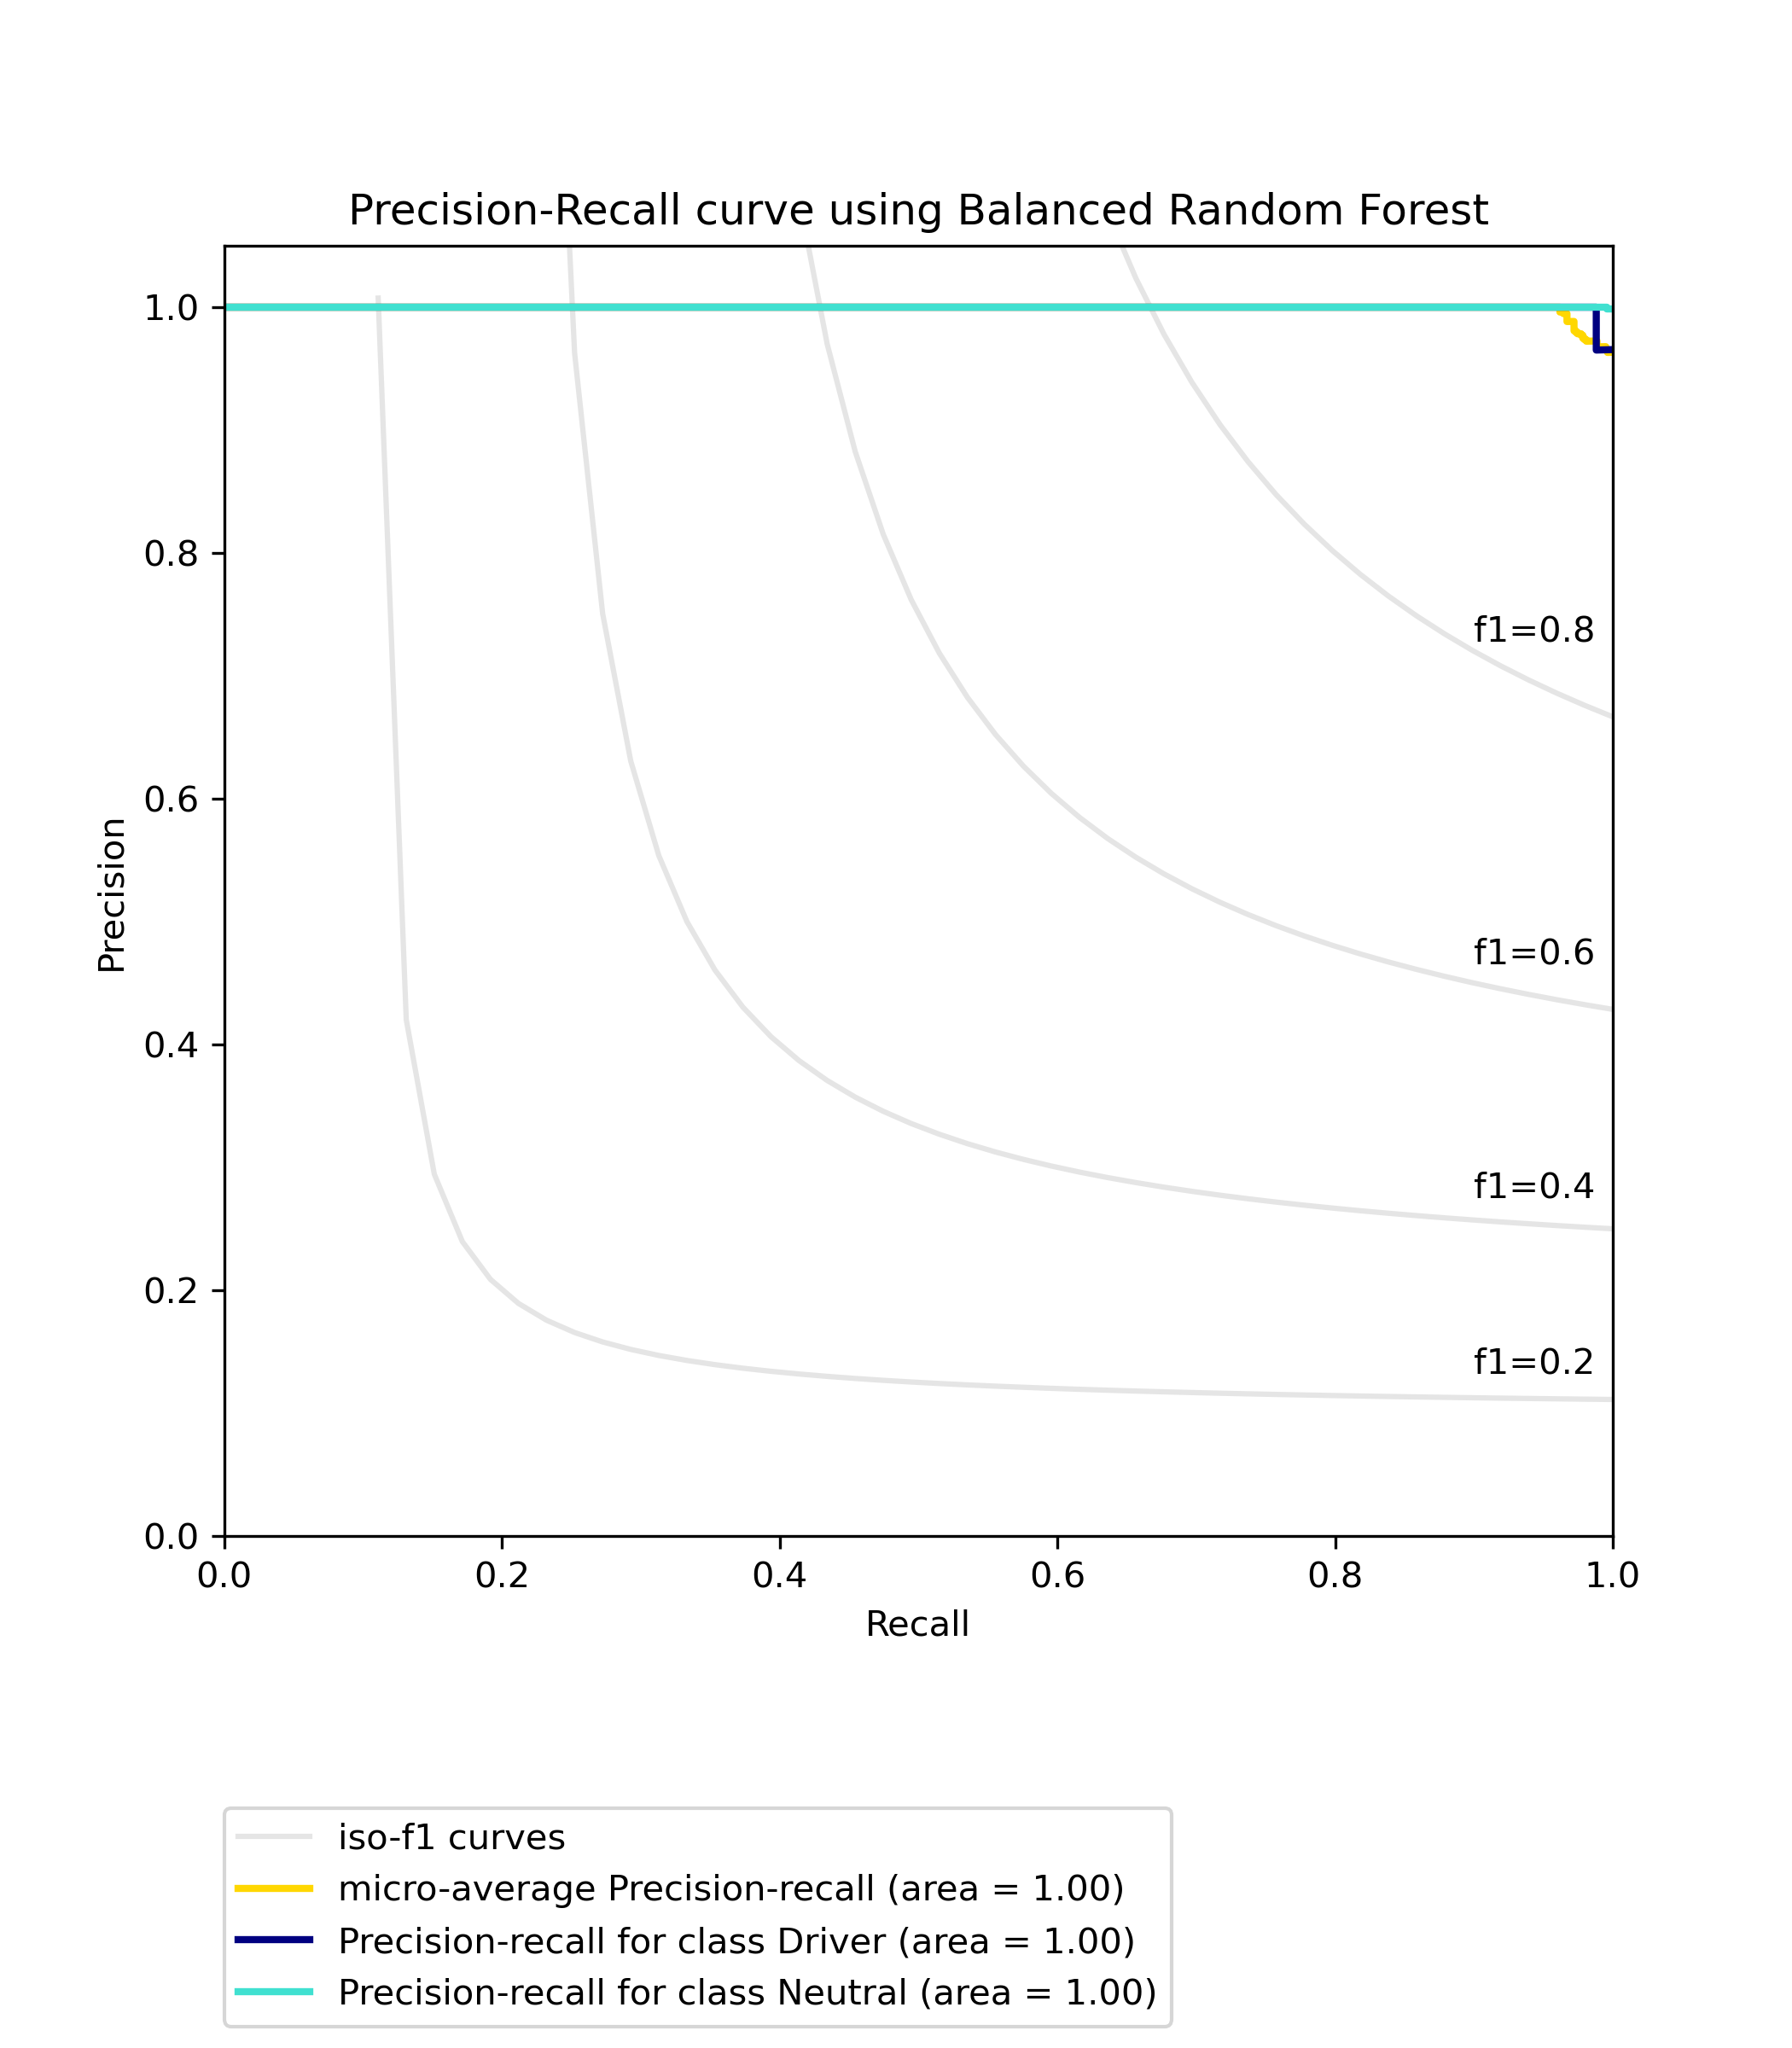 Precision-Recall curve using Balanced Random Forest
1.0
0.8
0.6
0.4
0.2
0.0
Precision
f1=0.8
f1=0.6
f1=0.4
f1=0.2
0.0 0.2 0.4 0.6 0.8 1.0
Recall
iso-f1 curves
micro-average Precision-recall (area = 1.00)
Precision-recall for class Driver (area = 1.00)
Precision-recall for class Neutral (area = 1.00)